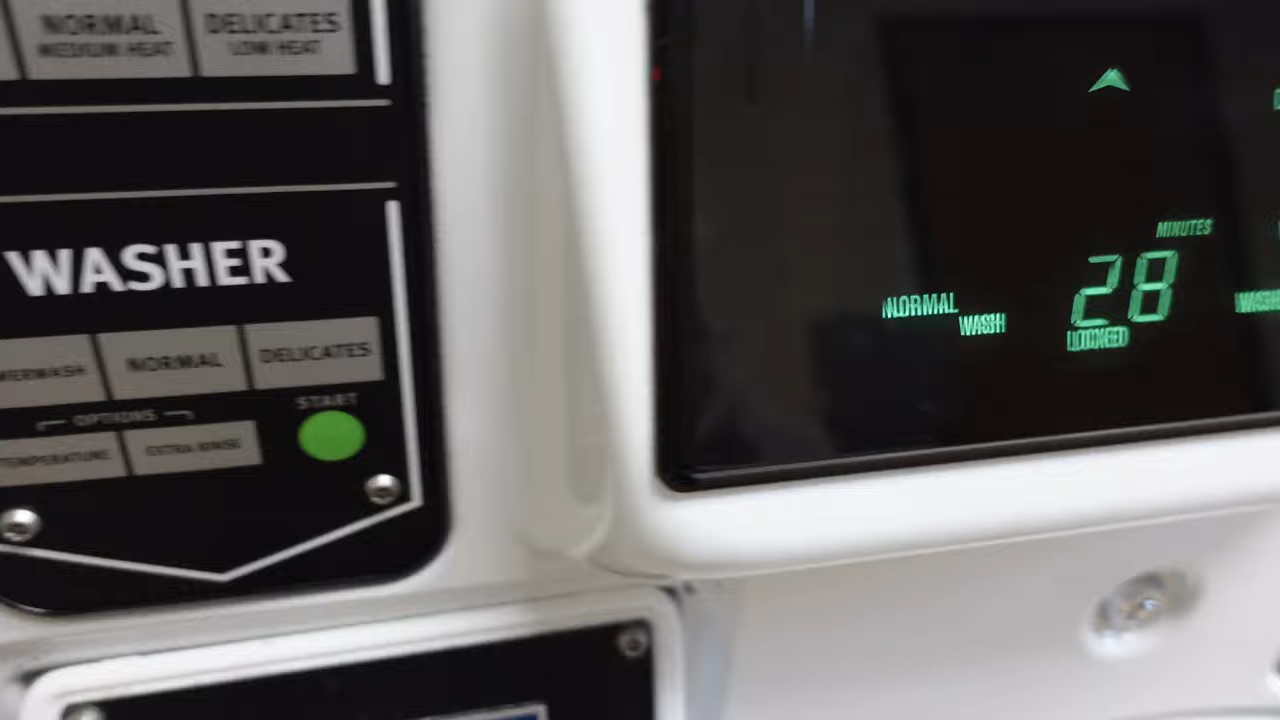 NORMAL
MEDIUM HEAT
DELICATES
LOW HEAT
WASHER
NORMAL
DELICATES
OPTIONS
START
TEMPERATURE
EXTRA RINSE
MINUTES
28
NORMAL
WASH
LOCKED
WASH